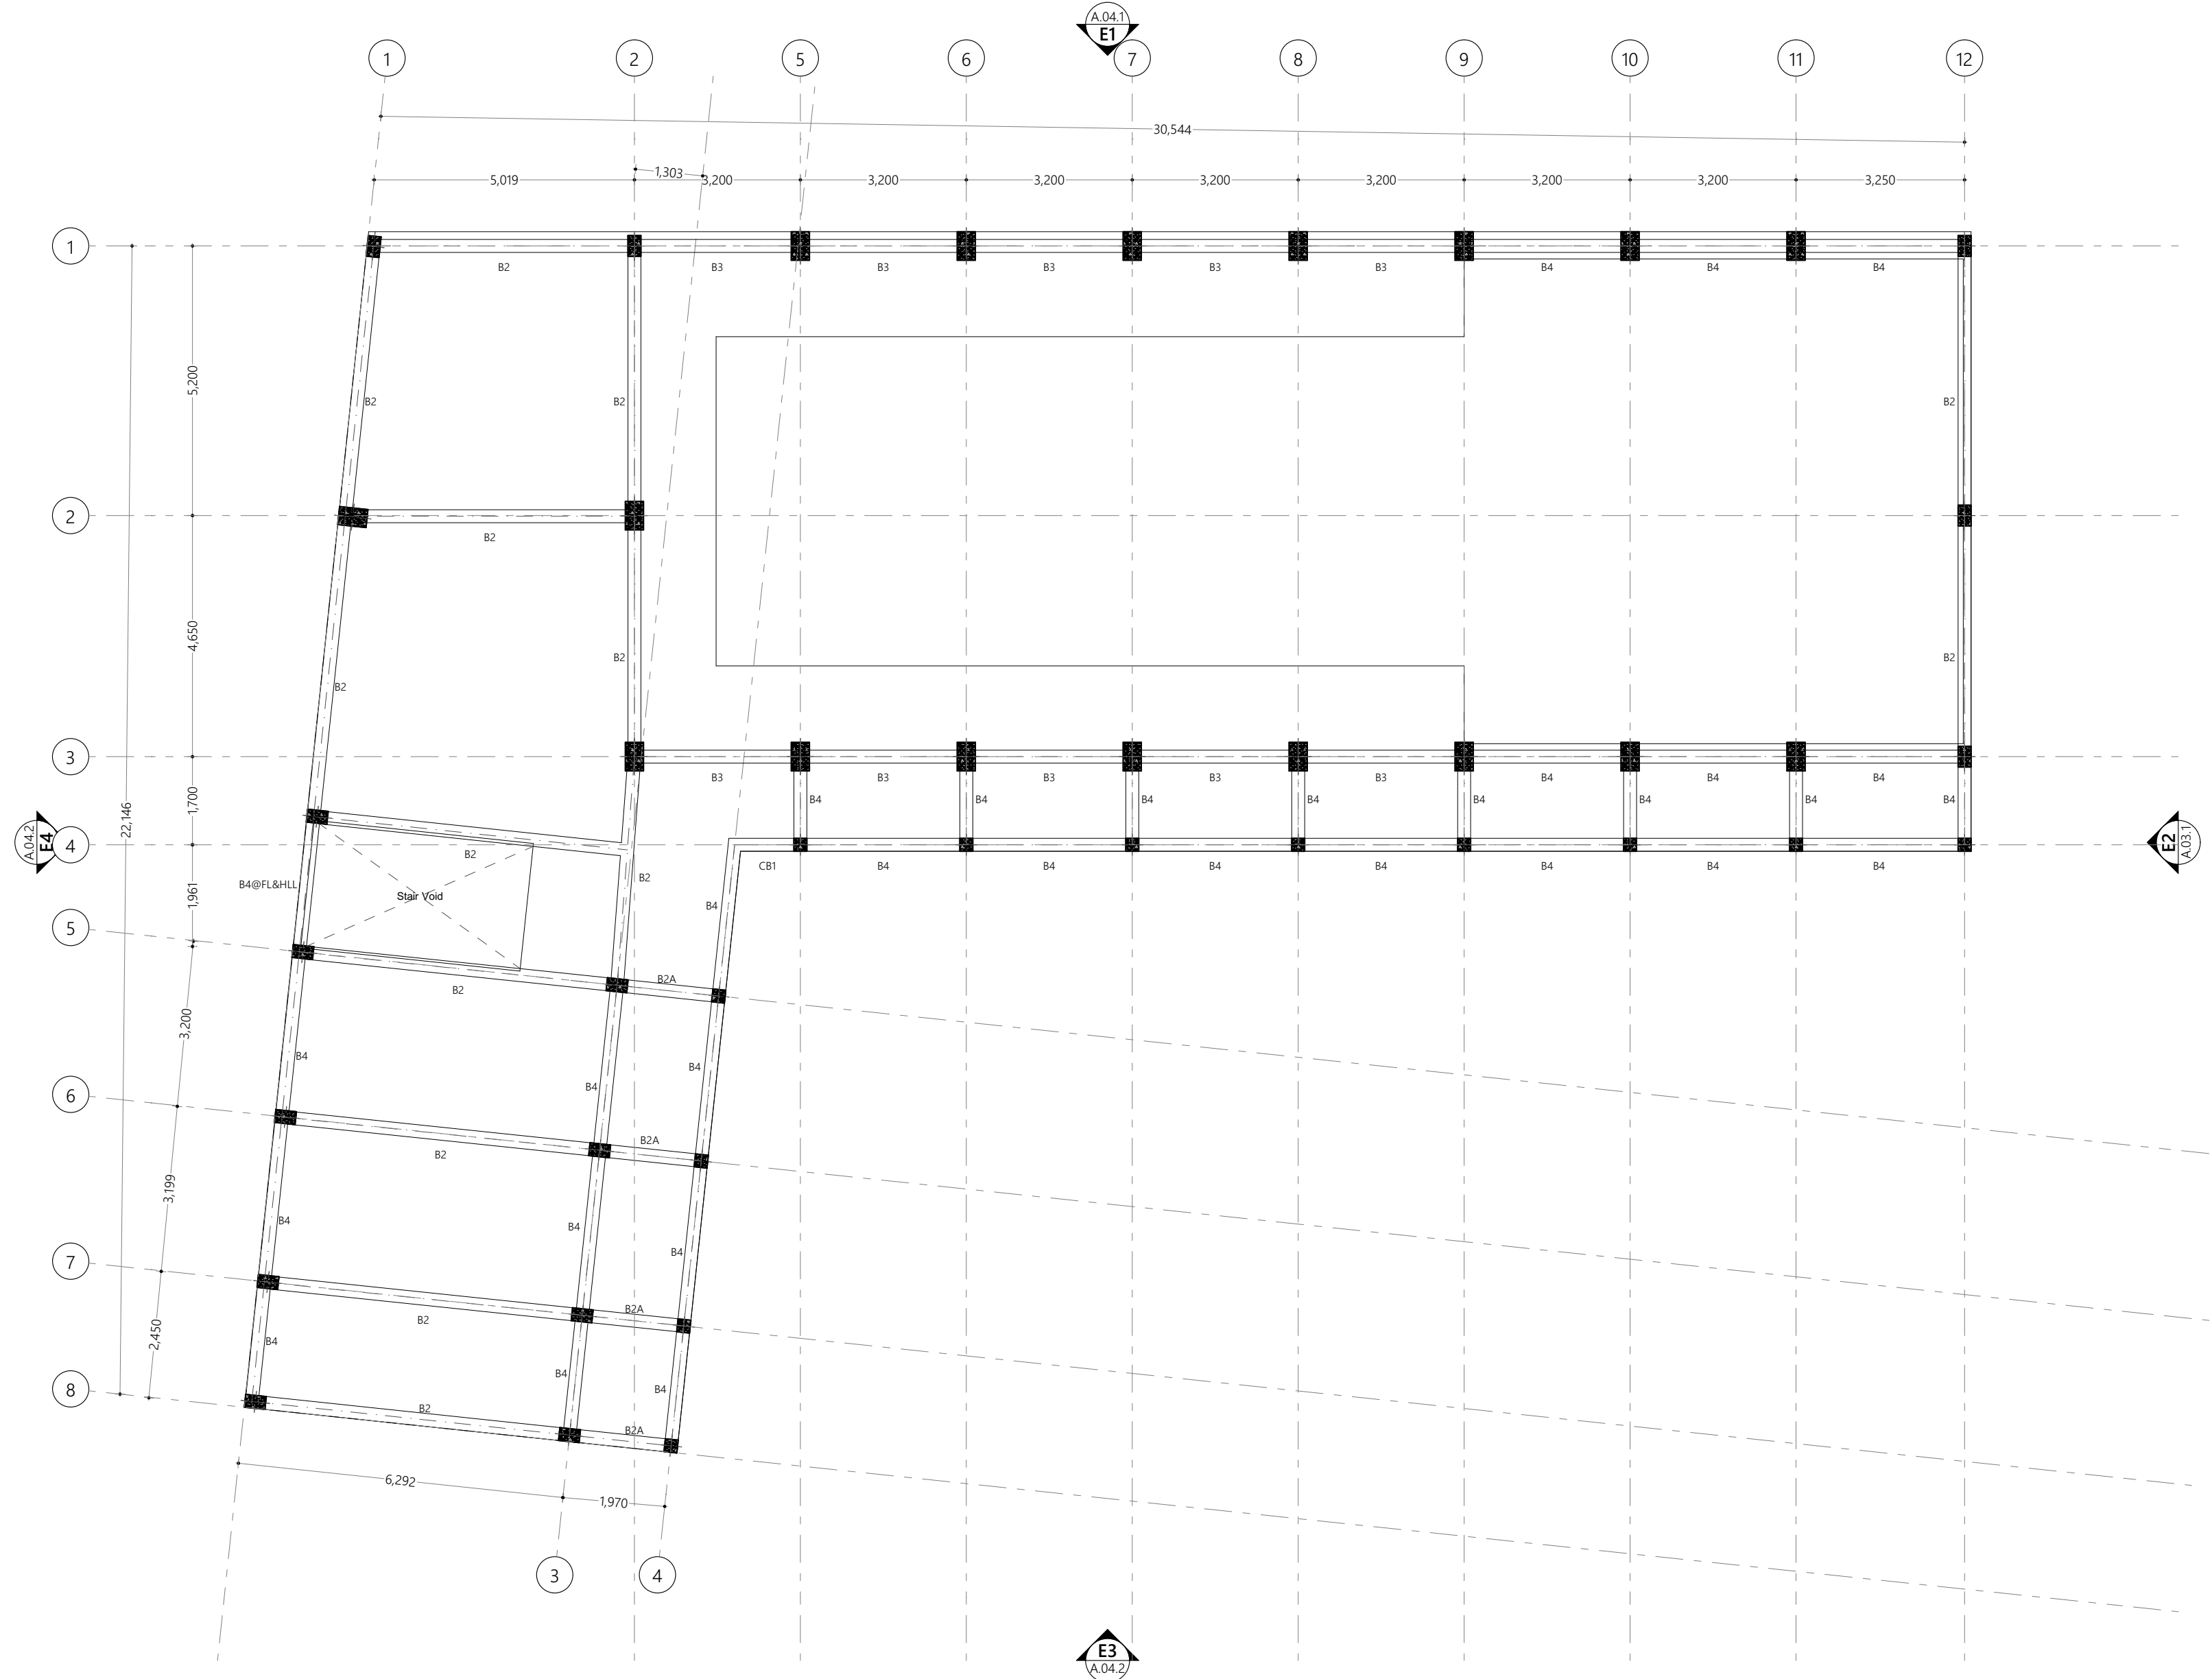 A.04.1
E1
1
2
5
6
7
8
9
10
11
12
30,544
5,019
1,303
3,200
3,200
3,200
3,200
3,200
3,200
3,200
3,250
1
B2
B3
B3
B3
B3
B3
B4
B4
B4
5,200
B2
B2
B2
2
B2
4,650
B2
B2
B2
3
B3
B3
B3
B3
B3
B4
B4
B4
1,700
22,146
B4
B4
B4
B4
B4
B4
B4
B4
A.04.2
E4
4
E2
A.03.1
B2
CB1
B4
B4
B4
B4
B4
B4
B4
B2
B4@FL&HLL
Stair Void
1,961
B4
5
B2A
B2
3,200
B4
B4
B4
6
B2A
B2
3,199
B4
B4
B4
7
B2A
B2
2,450
B4
B4
B4
8
B2
B2A
6,292
1,970
3
4
E3
A.04.2